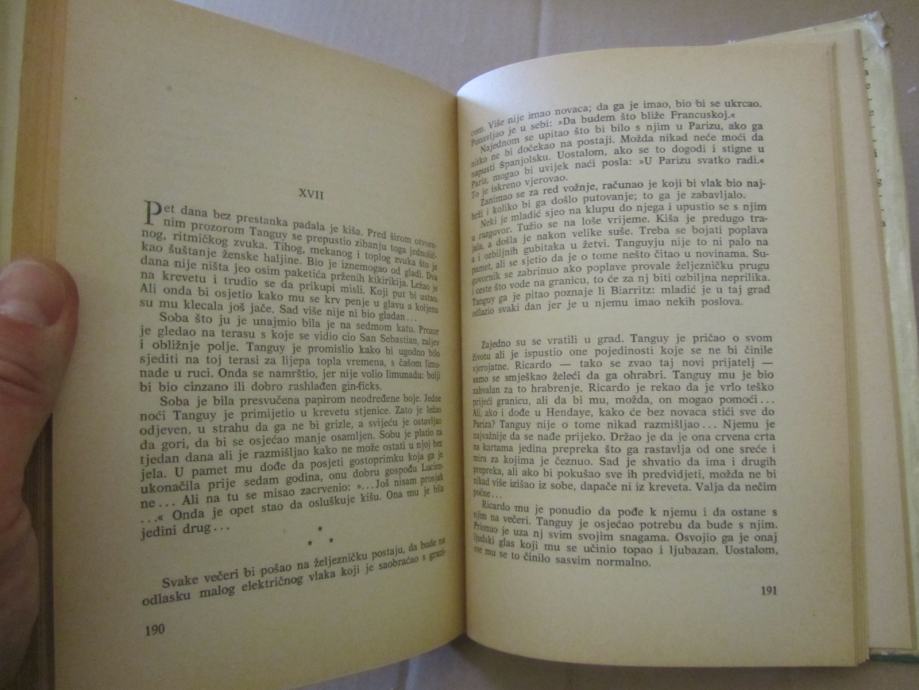 XVII
Pet dana bez prestanka padala je kiša. Pred širom otvore-
nim prozorom Tanguy se prepustio zibanju toga jednolič-
nog, ritmičkog zvuka. Tihog, mekanog i toplog zvuka što je
kao šuštanje ženske haljine. Bio je iznemogao od gladi. Dva
dana nije ništa jeo osim paketića prženih kikirikija. Ležao je
na krevetu i trudio se da prikupi misli. Koji put bi ustao.
Ali onda bi osjetio kako mu se krv penje u glavu a koljena
su mu klecala još jače. Sad više nije ni bio gladan...
Soba što ju je unajmio bila je na sedmom katu. Prozor
je gledao na terasu s koje se vidio cio San Sebastian, zaljev
i obližnje polje. Tanguy je promislio kako bi ugodno bilo
sjediti na toj terasi za lijepa topla vremena, s čašom limu-
nade u ruci. Onda se namrštio, jer nije volio limunadu: bolji
bi bio cinzano ili dobro rashlađen gin-ficks.
Soba je bila presvučena papirom neodređene boje. Jedne
noći Tanguy je primijetio u krevetu stjenice. Zato je ležao
odjeven, u strahu da ga ne bi grizle, a svijeću je ostavljao
da gori, da bi se osjećao manje osamljen. Sobu je platio za
tjedan dana ali je razmišljao kako ne može ostati u njoj bez
jela. U pamet mu dođe da posjeti gostoprimku koja ga je
ukonačila prije sedam godina, onu dobru gospođu Lucien-
ne... Ali na tu se misao zacrveno: »...Još nisam prosjak
...« Onda je opet stao da osluškuje kišu. Ona mu je bila
jedini drug...
* * *
Svake večeri bi pošao na željezničku postaju, da bude na
odlasku malog električnog vlaka koji je saobraćao s grani-
190
com. Više nije imao novaca; da ga je imao, bio bi se ukrcao.
Ponavljao je u sebi: »Da budem što bliže Francuskoj.«
Najednom se upitao što bi bilo s njim u Parizu, ako ga
nitko ne bi dočekao na postaji. Možda nikad neće moći da
napusti Španjolsku. Uostalom, ako se to dogodi i stigne u
Pariz, mogao bi uvijek naći posla: »U Parizu svatko radi.«
To je iskreno vjerovao.
Zanimao se za red vožnje, računao je koji bi vlak bio naj-
brži i koliko bi ga došlo putovanje; to ga je zabavljalo.
Neki je mladić sjeo na klupu do njega i upustio se s njim
u razgovor. Tužio se na loše vrijeme. Kiša je predugo tra-
jala, a došla je nakon velike suše. Treba se bojati poplava
a i ozbiljnih gubitaka u žetvi. Tanguyju nije to ni palo na
pamet, ali se sjetio da je o tome nešto čitao u novinama. Su-
govornik se zabrinuo ako poplave provale željezničku prugu
i ceste što vode na granicu, to će za nj biti ozbiljna neprilika.
Tanguy ga je pitao poznaje li Biarritz: mladić je u taj grad
odlazio svaki dan jer je u njemu imao nekih poslova.
Zajedno su se vratili u grad. Tanguy je pričao o svom
životu ali je ispustio one pojedinosti koje se ne bi činile
vjerojatne. Ricardo — tako se zvao taj novi prijatelj —
samo se smješkao želeći da ga ohrabri. Tanguy mu je bio
zahvalan za to hrabrenje. Ricardo je rekao da je vrlo teško
prijeći granicu, ali da bi mu, možda, on mogao pomoći...
Ali, ako i dođe u Hendaye, kako će bez novaca stići sve do
Pariza? Tanguy nije o tome nikad razmišljao... Njemu je
najvažnije da se nađe prijeko. Držao je da je ona crvena crta
na kartama jedina prepreka što ga rastavlja od one sreće i
mira za kojima je čeznuo. Sad je shvatio da ima i drugih
prepreka, ali ako bi pokušao sve ih predvidjeti, možda ne bi
nikad više izišao iz sobe, dapače ni iz kreveta. Valja od nečim
počne...
Ricardo mu je ponudio da pođe k njemu i da ostane s
njim na večeri. Tanguy je osjećao potrebu da bude s njim.
Prionuo je uza nj svim svojim snagama. Osvojio ga je onaj
ljudski glas koji mu se učinio topao i ljubazan. Uostalom,
sve mu se to činilo sasvim normalno.
191